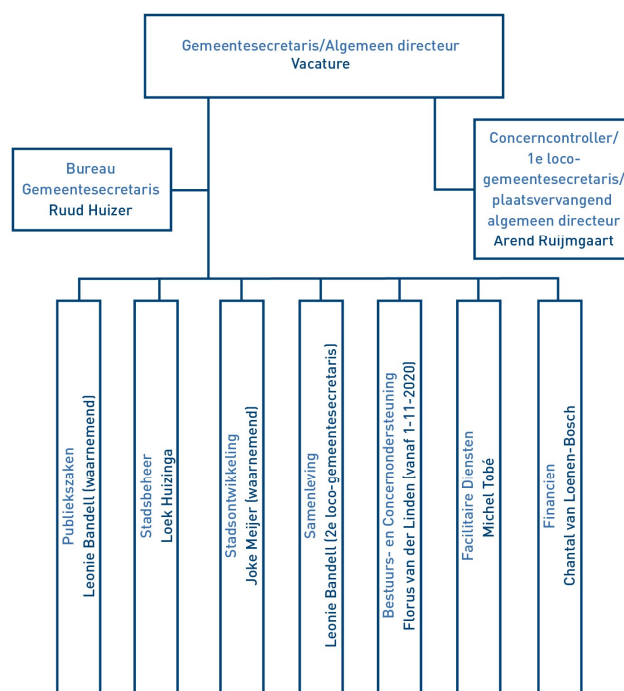 Gemeentesecretaris/Algemeen directeur
Vacature
Bureau
Gemeentesecretaris
Ruud Huizer
Concerncontroller/
1e loco-
gemeentesecretaris/
plaatsvervangend
algemeen directeur
Arend Ruijmgaart
Publiekszaken
Leonie Bandell (waarnemend)
Stadsbeheer
Loek Huizinga
Stadsontwikkeling
Joke Meijer (waarnemend)
Samenleving
Leonie Bandell (2e loco-gemeentesecretaris)
Bestuurs- en Concernondersteuning
Florus van der Linden (vanaf 1-11-2020)
Facilitaire Diensten
Michel Tobé
Financien
Chantal van Loenen-Bosch